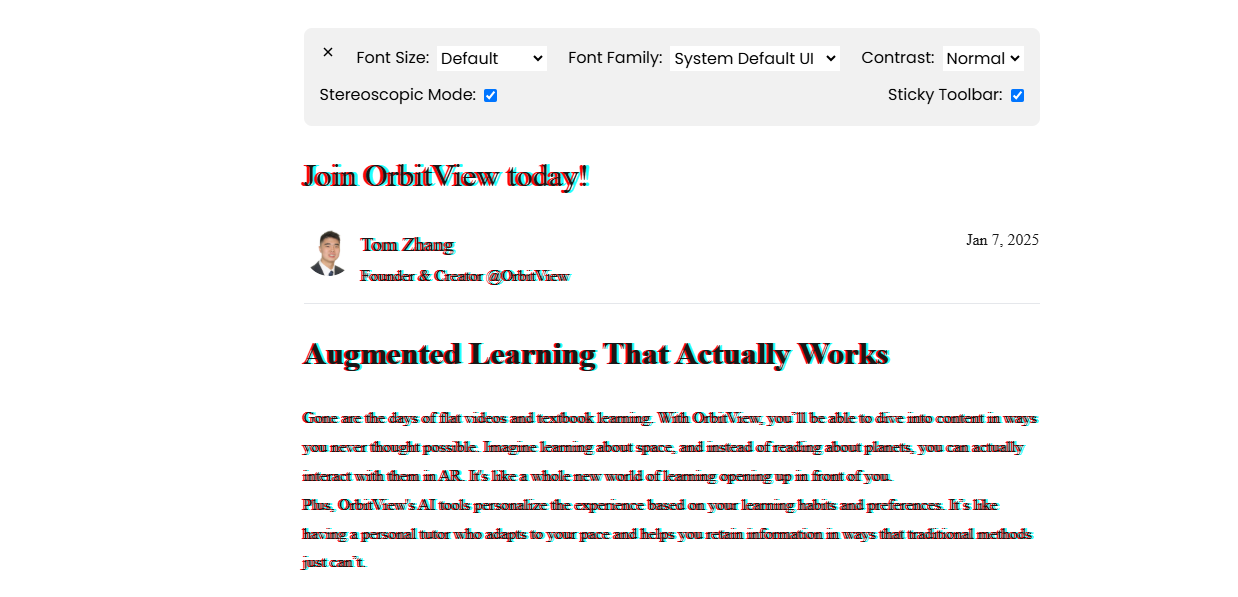 ✕ Font Size: Default Font Family: System Default UI Contrast: Normal
Stereoscopic Mode: Sticky Toolbar:
Join OrbitView today!
Tom Zhang
Jan 7, 2025
Founder & Creator @OrbitView
Augmented Learning That Actually Works
Gone are the days of flat videos and textbook learning. With OrbitView, you’ll be able to dive into content in ways
you never thought possible. Imagine learning about space, and instead of reading about planets, you can actually
interact with them in AR. It's like a whole new world of learning opening up in front of you.
Plus, OrbitView's AI tools personalize the experience based on your learning habits and preferences. It’s like
having a personal tutor who adapts to your pace and helps you retain information in ways that traditional methods
just can’t.